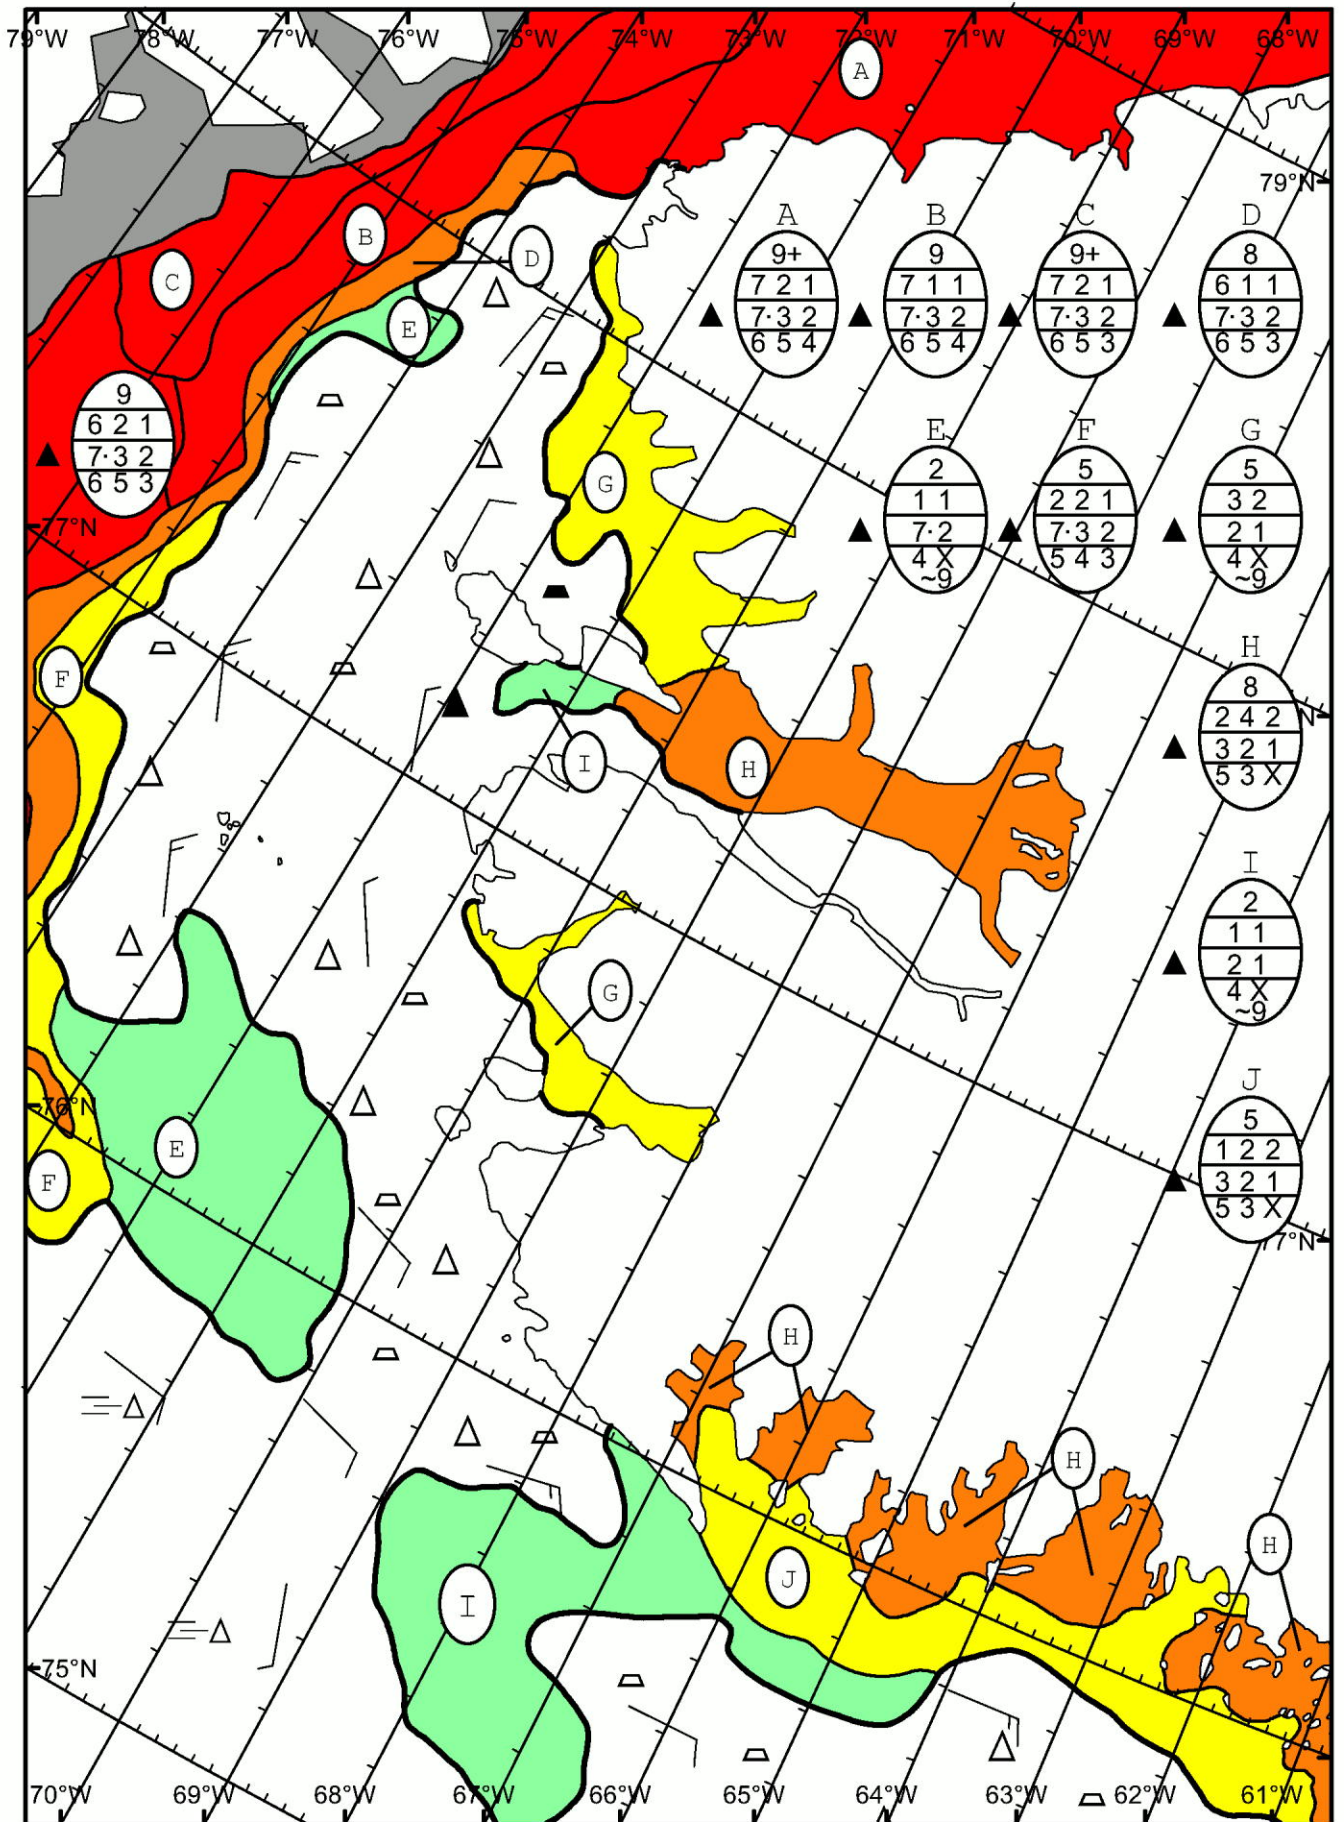 79°W 78°W 77°W 76°W 75°W 74°W 73°W 72°W 71°W 70°W 69°W 68°W
A
79°N
A B C D
9+ 9 9+ 8
7 2 1 7 1 1 7 2 1 6 1 1
7·3 2 7·3 2 7·3 2 7·3 2
6 5 4 6 5 4 6 5 3 6 5 3
B
D
C
E
9
6 2 1
7·3 2
6 5 3
E F G
2 5 5
1 1 2 2 1 3 2
7·2 7·3 2 2 1
4 X 5 4 3 4 X
~9 ~9
G
77°N
F
H
8
2 4 2
3 2 1
5 3 X
N
I
H
I
2
1 1
2 1
4 X
~9
G
J
5
1 2 2
3 2 1
5 3 X
76°N
E
F
77°N
H
H
H
J
I
75°N
70°W 69°W 68°W 67°W 66°W 65°W 64°W 63°W 62°W 61°W